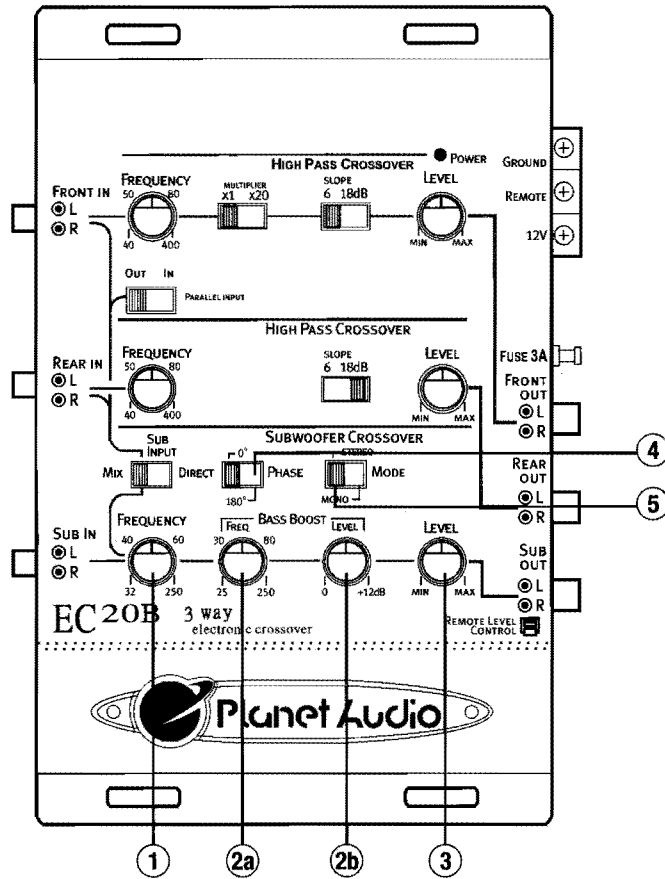 HIGH PASS CROSSOVER
POWER
GROUND
REMOTE
12V
FRONT IN
L
R
FREQUENCY
50 80
40 400
MULTIPLIER
X1 X20
SLOPE
6 18dB
LEVEL
MIN MAX
OUT IN
PARALLEL INPUT
HIGH PASS CROSSOVER
FUSE 3A
REAR IN
L
R
FREQUENCY
50 80
40 400
SLOPE
6 18dB
LEVEL
MIN MAX
FRONT
OUT
L
R
SUBWOOFER CROSSOVER
SUB
INPUT
MIX DIRECT
0°
PHASE
180°
STEREO
MODE
MONO
4
5
REAR
OUT
L
R
SUB IN
L
R
FREQUENCY
40 60
32 250
BASS BOOST
FREQ
30 80
25 250
LEVEL
0 +12dB
LEVEL
MIN MAX
SUB
OUT
L
R
REMOTE LEVEL
CONTROL
EC20B 3 way
electronic crossover
Planet Audio
1 2a 2b 3